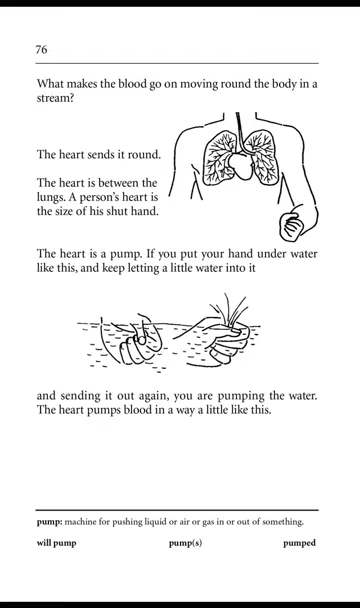 76
What makes the blood go on moving round the body in a
stream?
The heart sends it round.
The heart is between the
lungs. A person's heart is
the size of his shut hand.
The heart is a pump. If you put your hand under water
like this, and keep letting a little water into it
and sending it out again, you are pumping the water.
The heart pumps blood in a way a little like this.
pump: machine for pushing liquid or air or gas in or out of something.
will pump pump(s) pumped